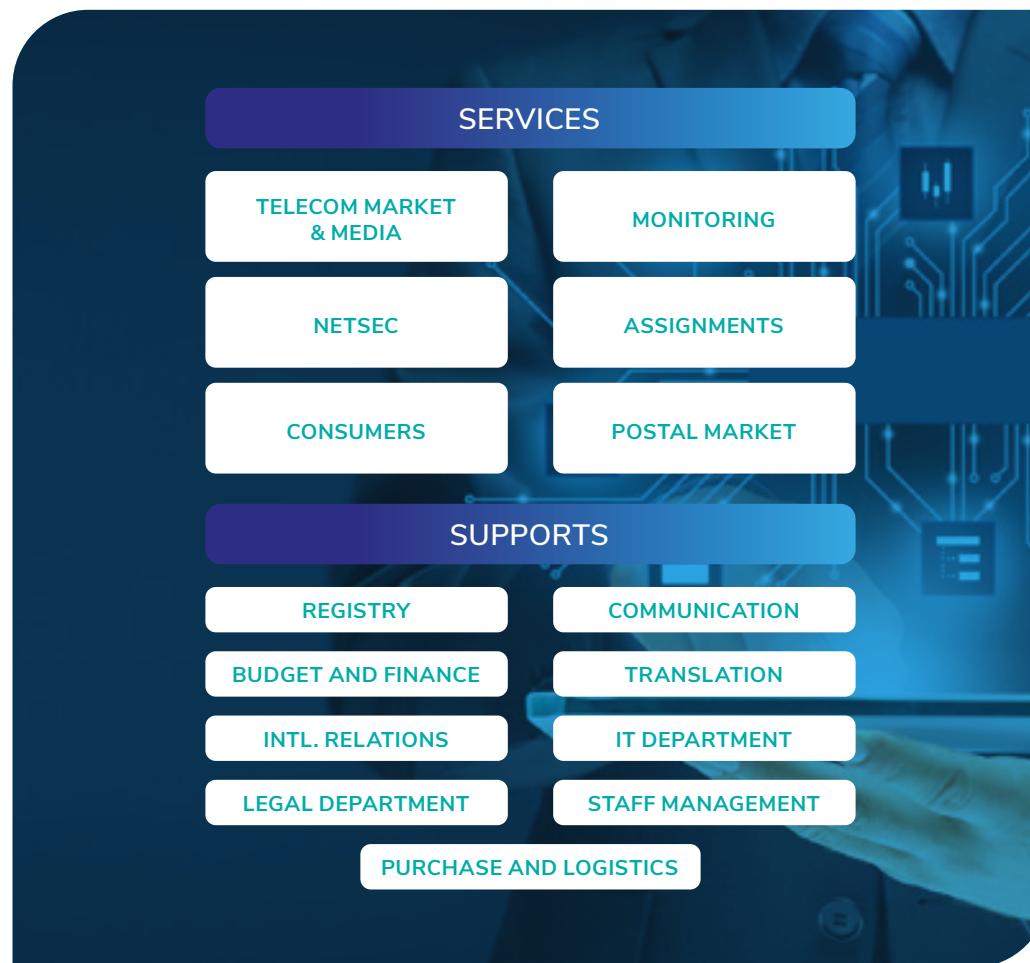 SERVICES
TELECOM MARKET
& MEDIA
MONITORING
NETSEC
ASSIGNMENTS
CONSUMERS
POSTAL MARKET
SUPPORTS
REGISTRY
COMMUNICATION
BUDGET AND FINANCE
TRANSLATION
INTL. RELATIONS
IT DEPARTMENT
LEGAL DEPARTMENT
STAFF MANAGEMENT
PURCHASE AND LOGISTICS